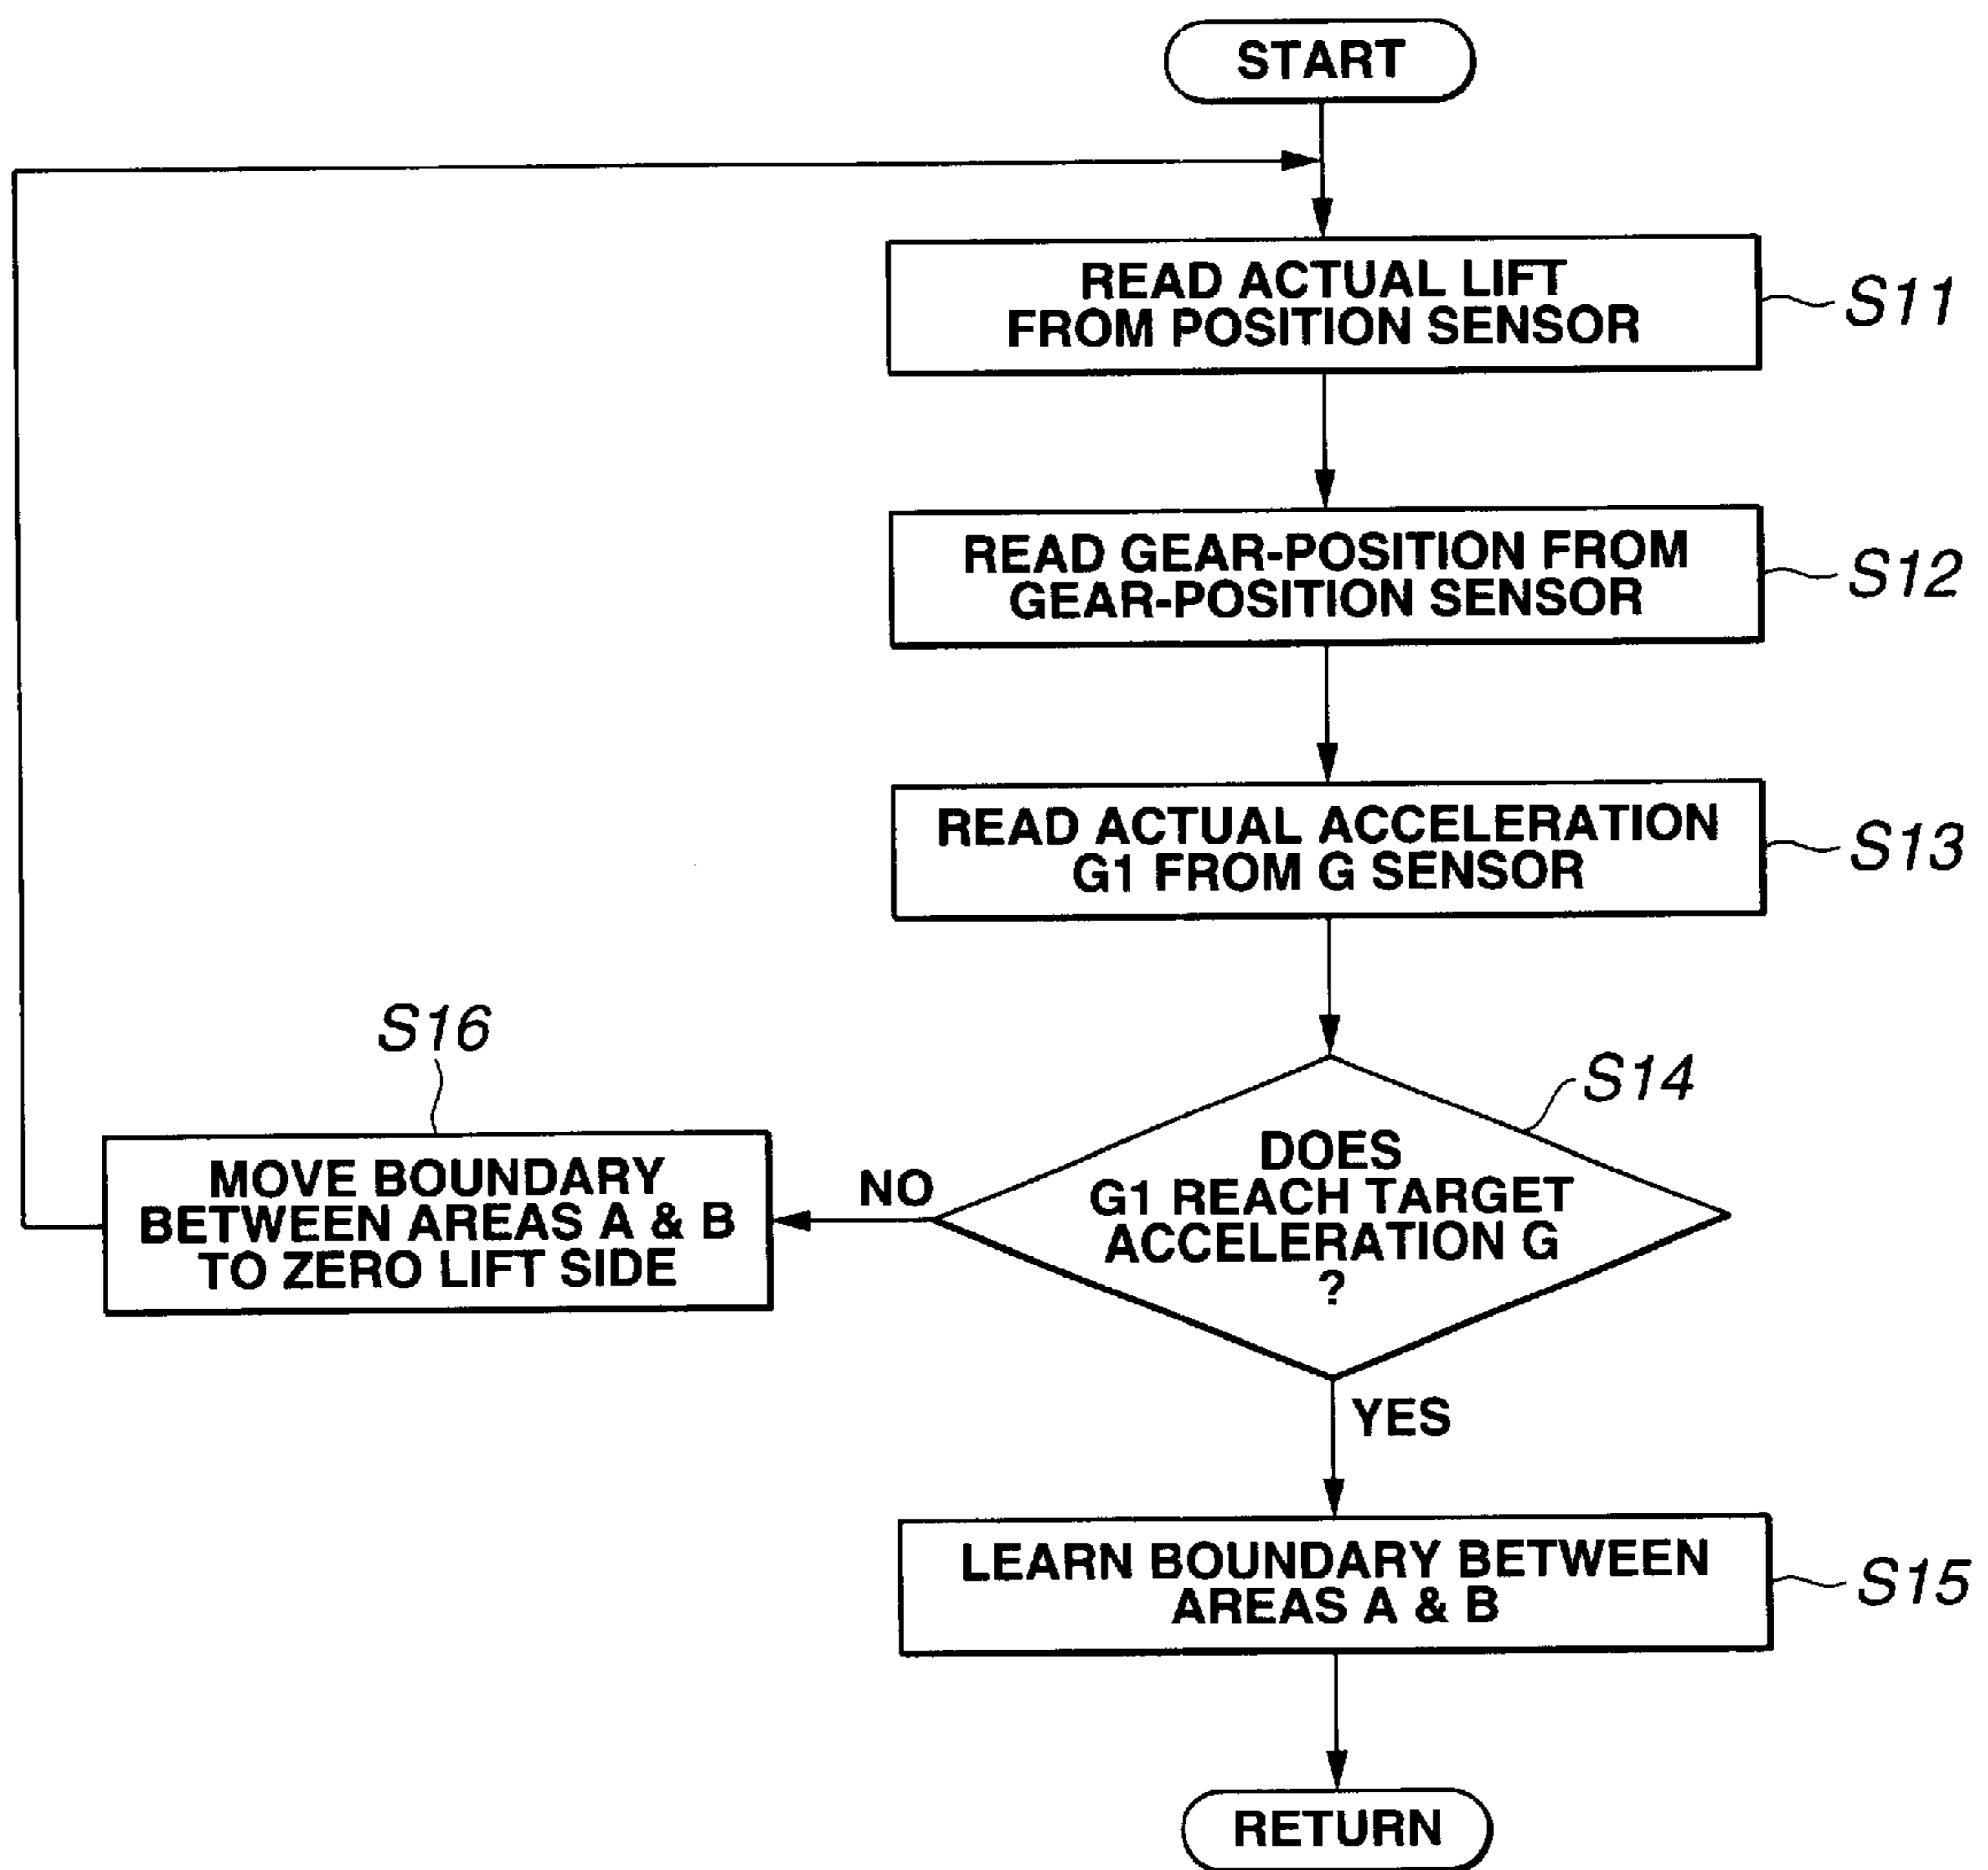 START
READ ACTUAL LIFT
FROM POSITION SENSOR
S11
READ GEAR-POSITION FROM
GEAR-POSITION SENSOR
S12
READ ACTUAL ACCELERATION
G1 FROM G SENSOR
S13
S14
DOES
G1 REACH TARGET
ACCELERATION G
?
NO
S16
MOVE BOUNDARY
BETWEEN AREAS A & B
TO ZERO LIFT SIDE
YES
LEARN BOUNDARY BETWEEN
AREAS A & B
S15
RETURN